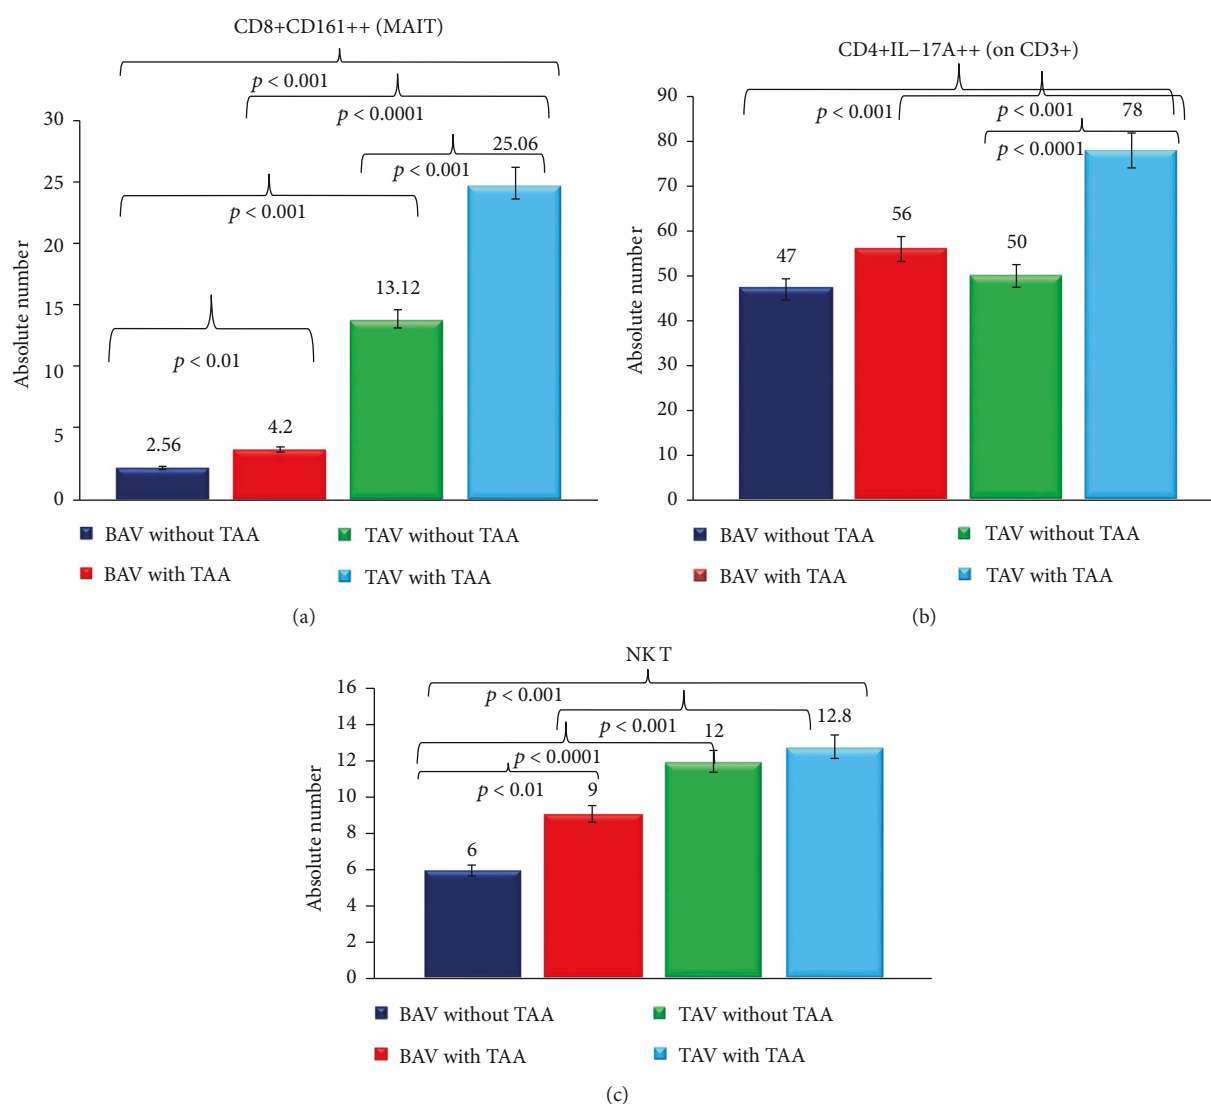 CD8+CD161++ (MAIT)
p < 0.001
p < 0.0001
p < 0.001
p < 0.001
p < 0.01
Absolute number
30
25
20
15
10
5
0
2.56
4.2
13.12
25.06
BAV without TAA
TAV without TAA
BAV with TAA
TAV with TAA
(a)
CD4+IL−17A++ (on CD3+)
p < 0.001
p < 0.001
p < 0.0001
Absolute number
90
80
70
60
50
40
30
20
10
0
47
56
50
78
BAV without TAA
TAV without TAA
BAV with TAA
TAV with TAA
(b)
NK T
p < 0.001
p < 0.001
p < 0.0001
p < 0.01
Absolute number
16
14
12
10
8
6
4
2
0
6
9
12
12.8
BAV without TAA
TAV without TAA
BAV with TAA
TAV with TAA
(c)